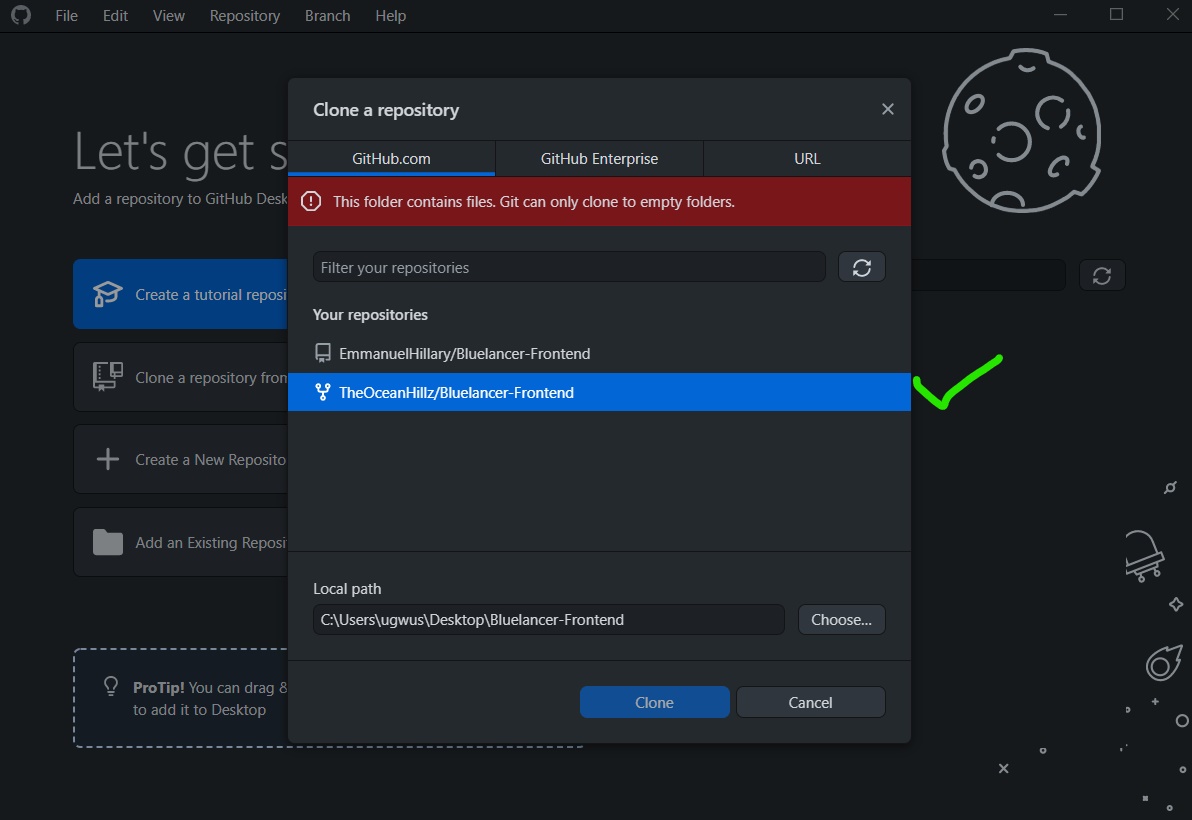 File Edit View Repository Branch Help
Clone a repository
Let's get s
Add a repository to GitHub Desk
GitHub.com GitHub Enterprise URL
This folder contains files. Git can only clone to empty folders.
Filter your repositories
Your repositories
EmmanuelHillary/Bluelancer-Frontend
TheOceanHillz/Bluelancer-Frontend
Create a tutorial reposi
Clone a repository from
Create a New Reposito
Add an Existing Reposi
Local path
C:\Users\ugwus\Desktop\Bluelancer-Frontend
Choose...
ProTip! You can drag &
to add it to Desktop
Clone Cancel